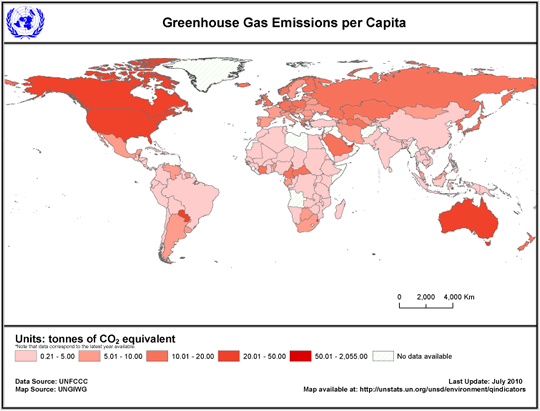 Greenhouse Gas Emissions per Capita
0 2,000 4,000 Km
Units: tonnes of CO₂ equivalent
*Note that data correspond to the latest year available.
0.21 - 5.00 5.01 - 10.00 10.01 - 20.00 20.01 - 50.00 50.01 - 2,055.00 No data available
Data Source: UNFCCC Last Update: July 2010
Map Source: UNGIWG Map available at: http://unstats.un.org/unsd/environment/qindicators